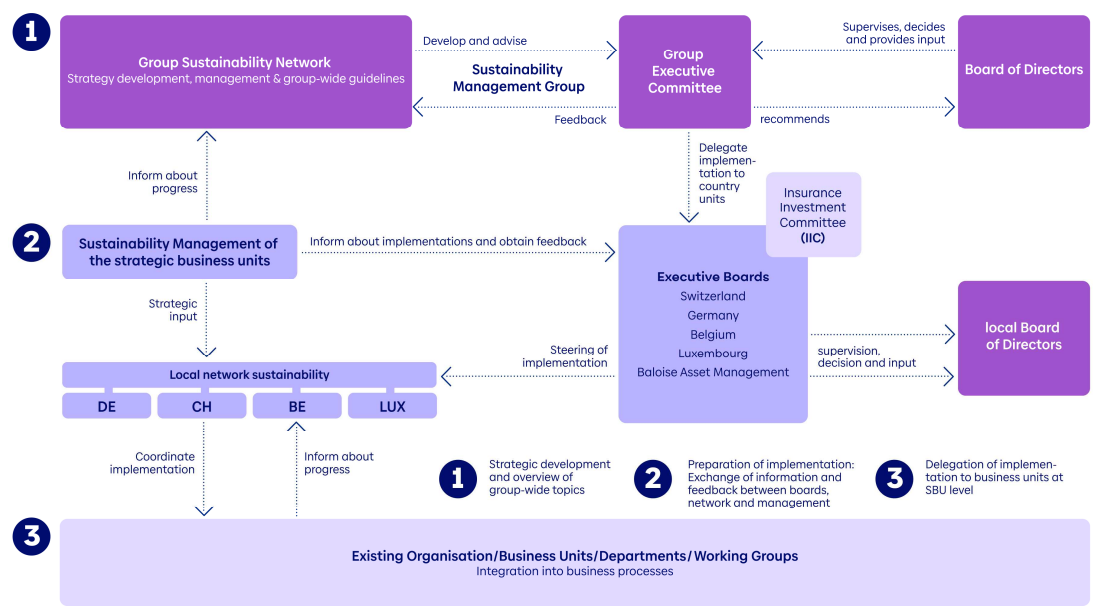 1
Group Sustainability Network
Strategy development, management & group-wide guidelines
Develop and advise
Sustainability
Management Group
Feedback
Group
Executive
Committee
Supervises, decides
and provides input
recommends
Board of Directors
Inform about
progress
Delegate
implemen-
tation to
country
units
Insurance
Investment
Committee
(IIC)
2
Sustainability Management of
the strategic business units
Inform about implementations and obtain feedback
Executive Boards
Switzerland
Germany
Belgium
Luxembourg
Baloise Asset Management
local Board
of Directors
supervision.
decision and input
Strategic
input
Steering of
implementation
Local network sustainability
DE
CH
BE
LUX
Coordinate
implementation
Inform about
progress
1
Strategic development
and overview of
group-wide topics
2
Preparation of implementation:
Exchange of information and
feedback between boards,
network and management
3
Delegation of implemen-
tation to business units at
SBU level
3
Existing Organisation/Business Units/Departments/Working Groups
Integration into business processes